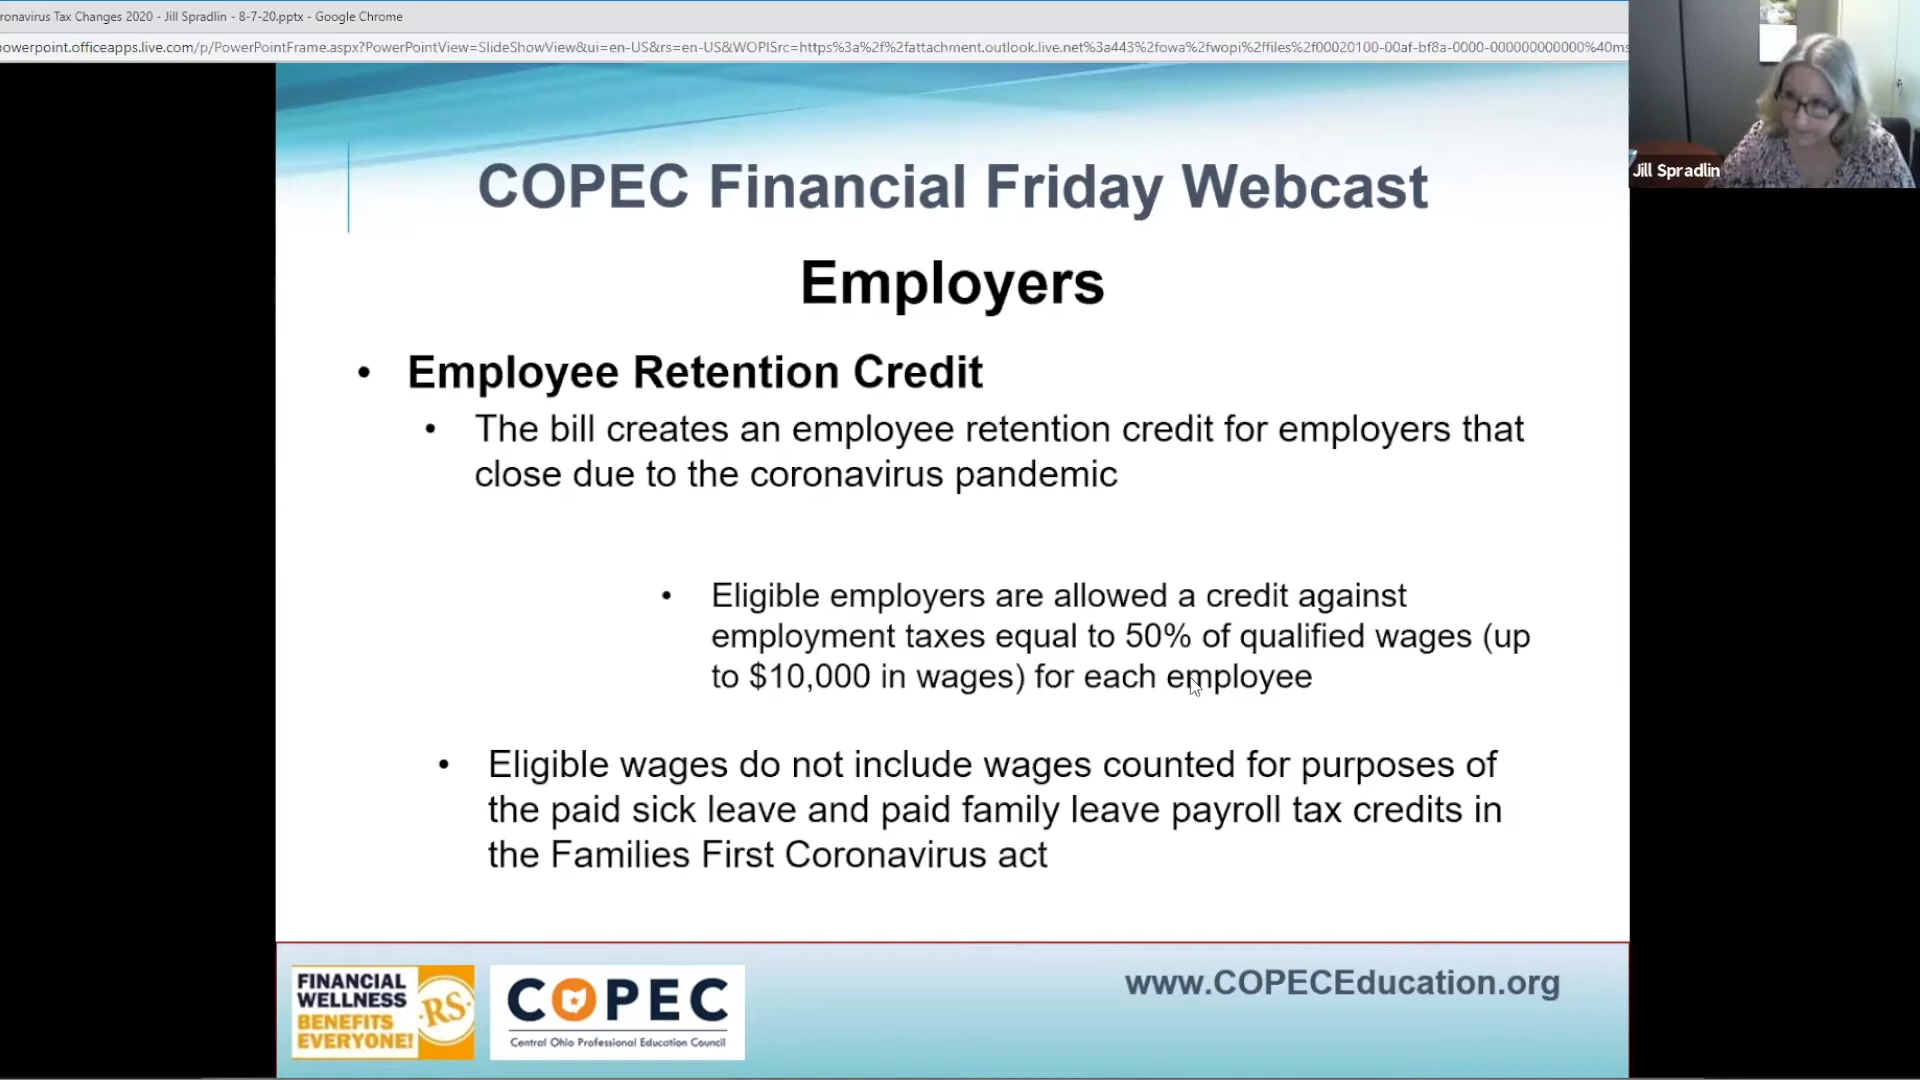 ronavirus Tax Changes 2020 - Jill Spradlin - 8-7-20.pptx - Google Chrome
powerpoint.officeapps.live.com/p/PowerPointFrame.aspx?PowerPointView=SlideShowView&ui=en-US&rs=en-US&WOPISrc=https%3a%2f%2fattachment.outlook.live.net%3a443%2fowa%2fwopi%2ffiles%2f00020100-00af-bf8a-0000-000000000000%40ms
Jill Spradlin
COPEC Financial Friday Webcast
Employers
• Employee Retention Credit
• The bill creates an employee retention credit for employers that
close due to the coronavirus pandemic
• Eligible employers are allowed a credit against
employment taxes equal to 50% of qualified wages (up
to $10,000 in wages) for each employee
• Eligible wages do not include wages counted for purposes of
the paid sick leave and paid family leave payroll tax credits in
the Families First Coronavirus act
FINANCIAL
WELLNESS
BENEFITS
EVERYONE!
RS
COPEC
Central Ohio Professional Education Council
www.COPECEducation.org